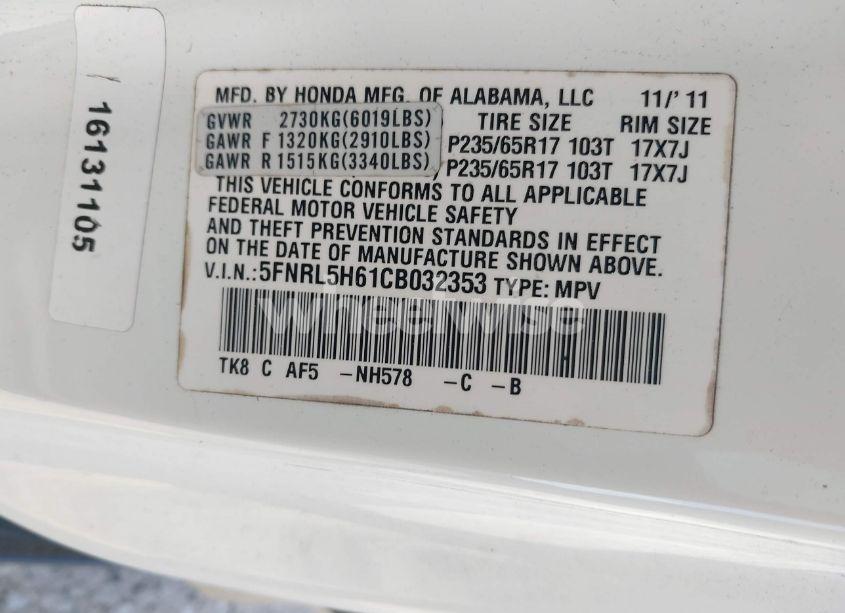 16131105
MFD. BY HONDA MFG. OF ALABAMA, LLC 11/'11
GVWR 2730KG(6019LBS) TIRE SIZE RIM SIZE
GAWR F 1320KG(2910LBS) P235/65R17 103T 17X7J
GAWR R 1515KG(3340LBS) P235/65R17 103T 17X7J
THIS VEHICLE CONFORMS TO ALL APPLICABLE
FEDERAL MOTOR VEHICLE SAFETY
AND THEFT PREVENTION STANDARDS IN EFFECT
ON THE DATE OF MANUFACTURE SHOWN ABOVE.
V.I.N.:5FNRL5H61CB032353 TYPE: MPV
wheelwise
TK8 C AF5 -NH578 -C -B